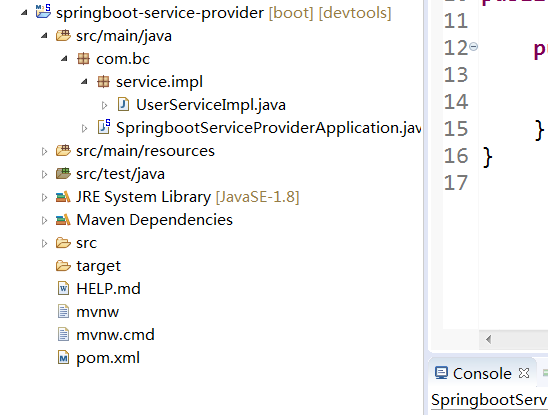 springboot-service-provider [boot] [devtools]
src/main/java
com.bc
service.impl
UserServiceImpl.java
SpringbootServiceProviderApplication.jav
src/main/resources
src/test/java
JRE System Library [JavaSE-1.8]
Maven Dependencies
src
target
HELP.md
mvnw
mvnw.cmd
pom.xml
11
12 pu
13
14
15 }
16 }
17
Console
SpringbootServ